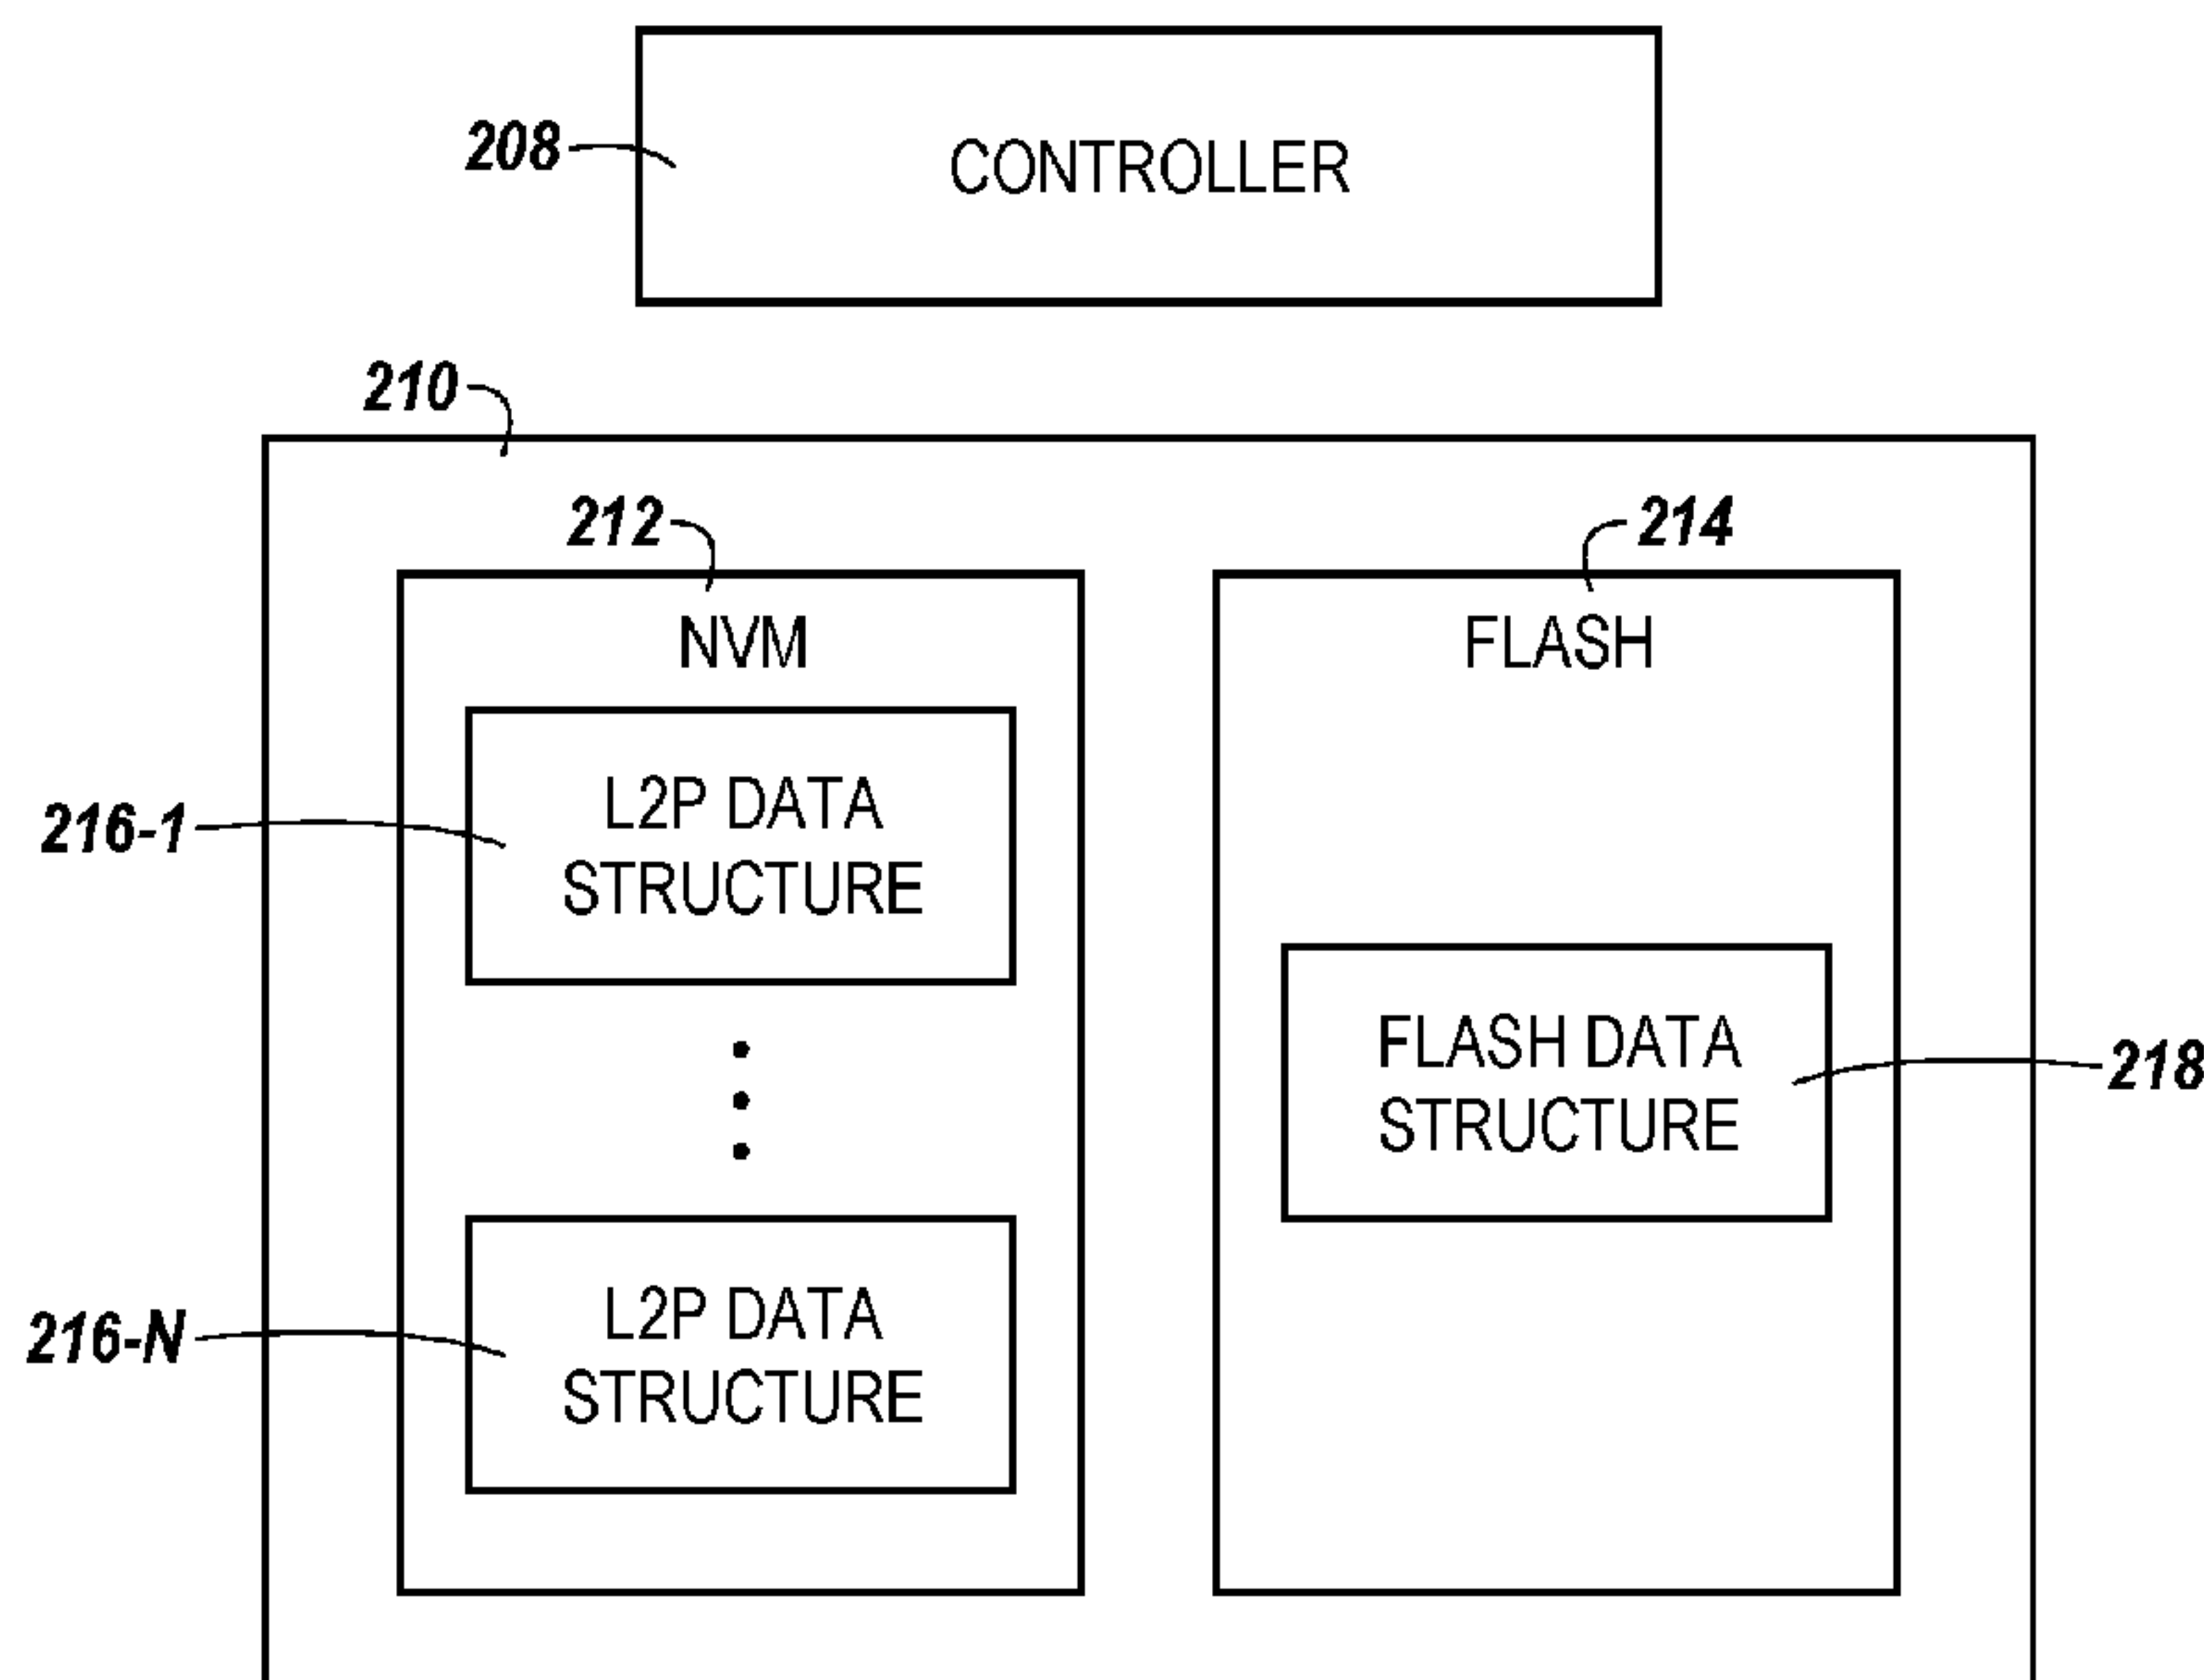 208
CONTROLLER
210
212
214
NVM
FLASH
216-1
L2P DATA
STRUCTURE
FLASH DATA
STRUCTURE
218
216-N
L2P DATA
STRUCTURE